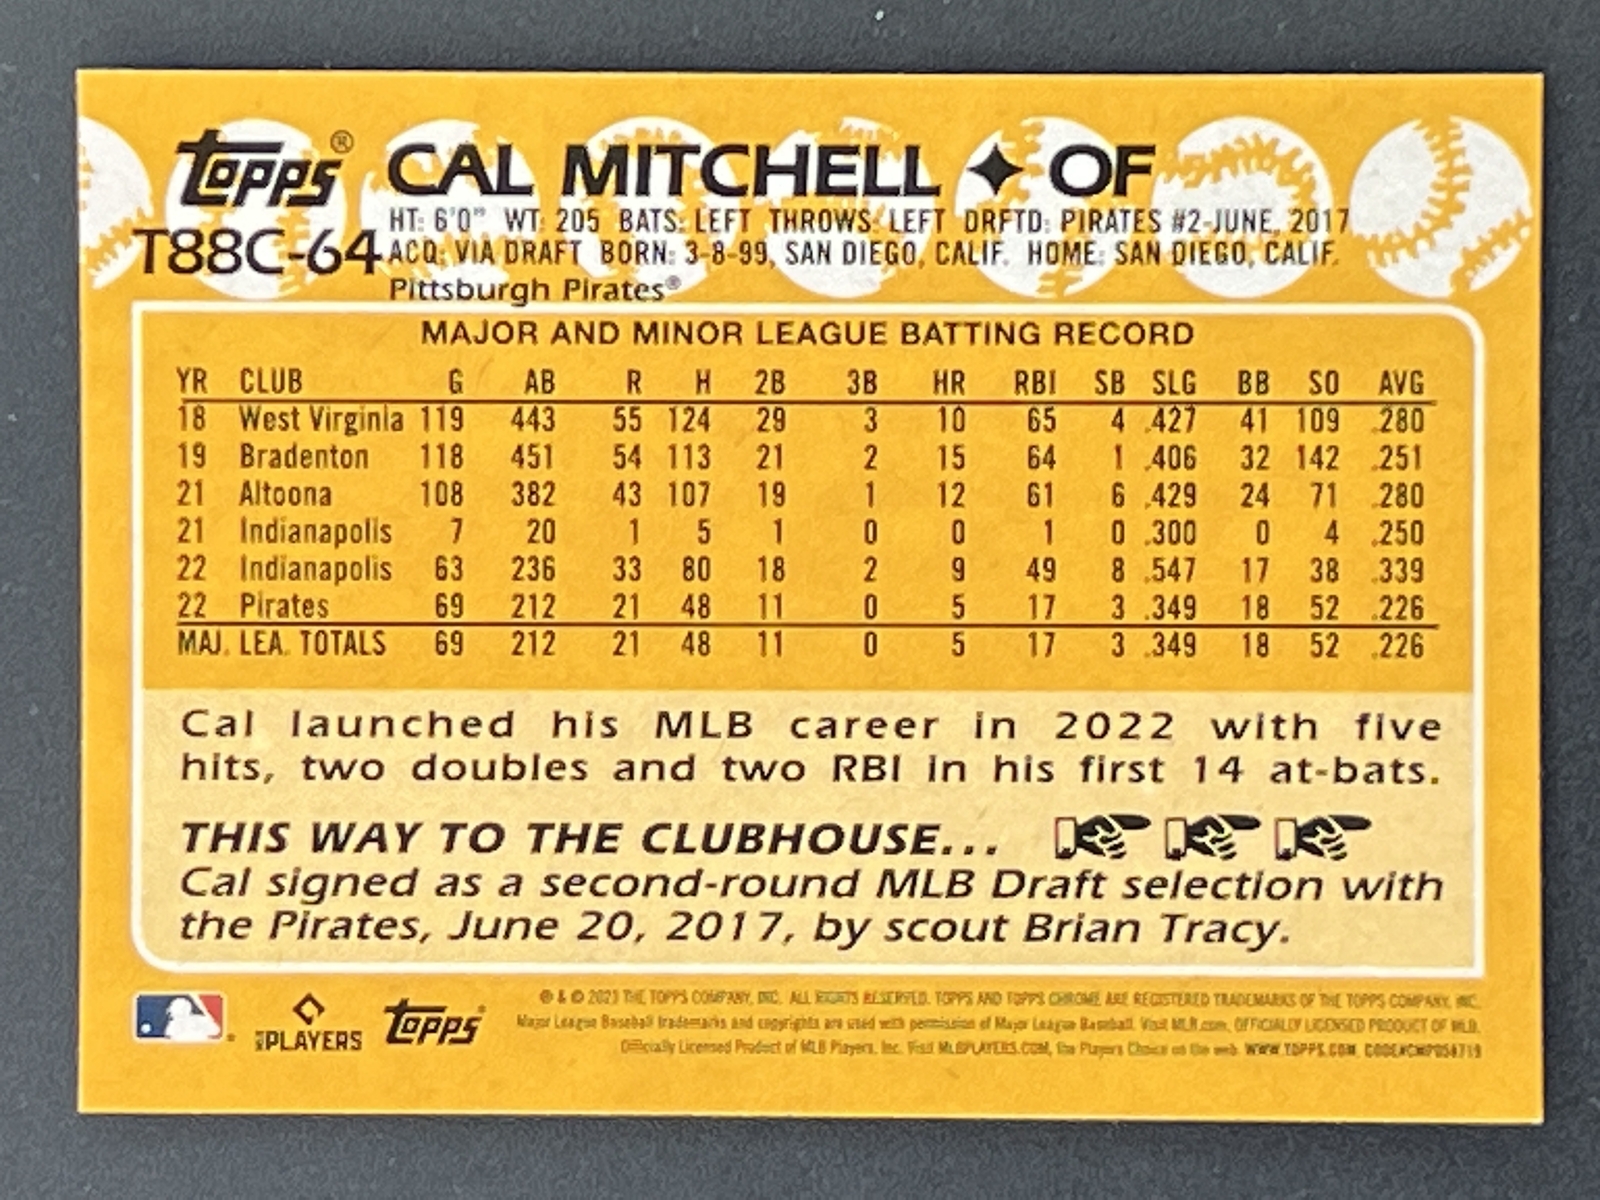 Topps®
T88C-64
CAL MITCHELL ✦ OF
HT: 6'0" WT: 205 BATS: LEFT THROWS: LEFT DRFTD: PIRATES #2-JUNE, 2017
ACQ: VIA DRAFT BORN: 3-8-99, SAN DIEGO, CALIF. HOME: SAN DIEGO, CALIF.
Pittsburgh Pirates®
MAJOR AND MINOR LEAGUE BATTING RECORD
YR CLUB G AB R H 2B 3B HR RBI SB SLG BB SO AVG
18 West Virginia 119 443 55 124 29 3 10 65 4 .427 41 109 .280
19 Bradenton 118 451 54 113 21 2 15 64 1 .406 32 142 .251
21 Altoona 108 382 43 107 19 1 12 61 6 .429 24 71 .280
21 Indianapolis 7 20 1 5 1 0 0 1 0 .300 0 4 .250
22 Indianapolis 63 236 33 80 18 2 9 49 8 .547 17 38 .339
22 Pirates 69 212 21 48 11 0 5 17 3 .349 18 52 .226
MAJ. LEA. TOTALS 69 212 21 48 11 0 5 17 3 .349 18 52 .226
Cal launched his MLB career in 2022 with five
hits, two doubles and two RBI in his first 14 at-bats.
THIS WAY TO THE CLUBHOUSE...
Cal signed as a second-round MLB Draft selection with
the Pirates, June 20, 2017, by scout Brian Tracy.
PLAYERS
Topps
® & © 2023 THE TOPPS COMPANY, INC. ALL RIGHTS RESERVED. TOPPS AND TOPPS CHROME ARE REGISTERED TRADEMARKS OF THE TOPPS COMPANY, INC.
Major League Baseball trademarks and copyrights are used with permission of Major League Baseball. Visit MLB.com. OFFICIALLY LICENSED PRODUCT OF MLB.
Officially Licensed Product of MLB Players, Inc. Visit MLBPLAYERS.COM, the Players Choice on the web. WWW.TOPPS.COM